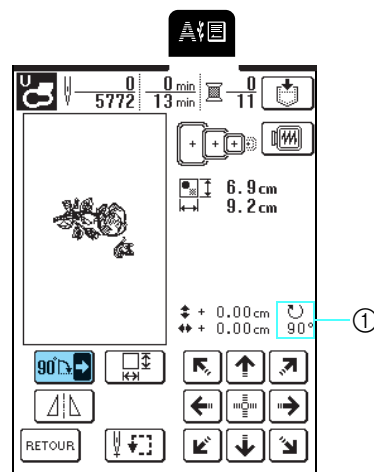 A
U
0
5772
0 min
13 min
0
11
6.9cm
9.2cm
+ 0.00cm
+ 0.00cm
90°
①
90°
RETOUR